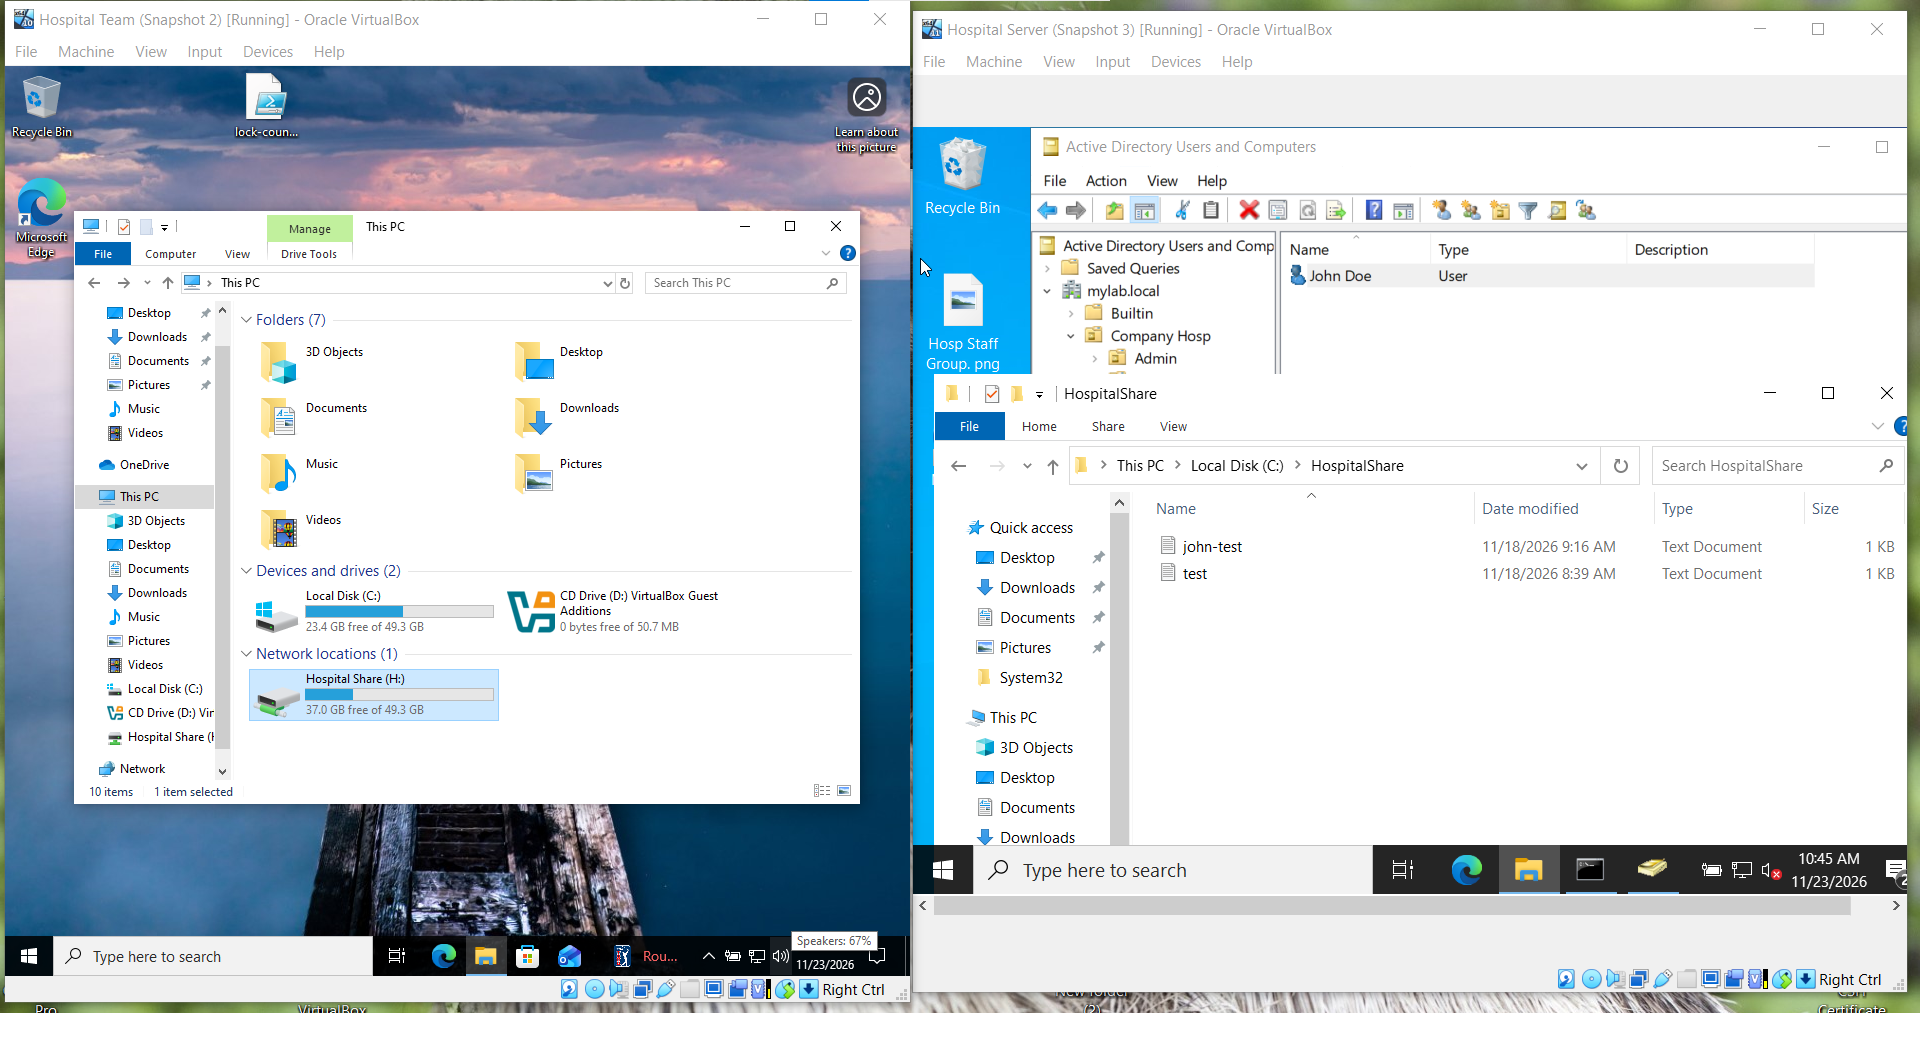 Hospital Team (Snapshot 2) [Running] - Oracle VirtualBox
File Machine View Input Devices Help
Recycle Bin
lock-coun...
Learn about
this picture
Microsoft
Edge
Manage
This PC
File Computer View Drive Tools
This PC
Search This PC
Desktop
Downloads
Documents
Pictures
Music
Videos
OneDrive
This PC
3D Objects
Desktop
Documents
Downloads
Music
Pictures
Videos
Local Disk (C:)
CD Drive (D:) Vir
Hospital Share (H
Network
Folders (7)
3D Objects
Desktop
Documents
Downloads
Music
Pictures
Videos
Devices and drives (2)
Local Disk (C:)
23.4 GB free of 49.3 GB
CD Drive (D:) VirtualBox Guest
Additions
0 bytes free of 50.7 MB
Network locations (1)
Hospital Share (H:)
37.0 GB free of 49.3 GB
10 items 1 item selected
Type here to search
Rou...
Speakers: 67%
11/23/2026
Right Ctrl
Pro
VirtualBox
Hospital Server (Snapshot 3) [Running] - Oracle VirtualBox
File Machine View Input Devices Help
Recycle Bin
Hosp Staff
Group. png
Active Directory Users and Computers
File Action View Help
Active Directory Users and Comp
Saved Queries
mylab.local
Builtin
Company Hosp
Admin
Name Type Description
John Doe User
HospitalShare
File Home Share View
This PC Local Disk (C:) HospitalShare
Search HospitalShare
Quick access
Desktop
Downloads
Documents
Pictures
System32
This PC
3D Objects
Desktop
Documents
Downloads
Name Date modified Type Size
john-test 11/18/2026 9:16 AM Text Document 1 KB
test 11/18/2026 8:39 AM Text Document 1 KB
Type here to search
10:45 AM
11/23/2026
2
Right Ctrl
New folder
(2)
Certificate